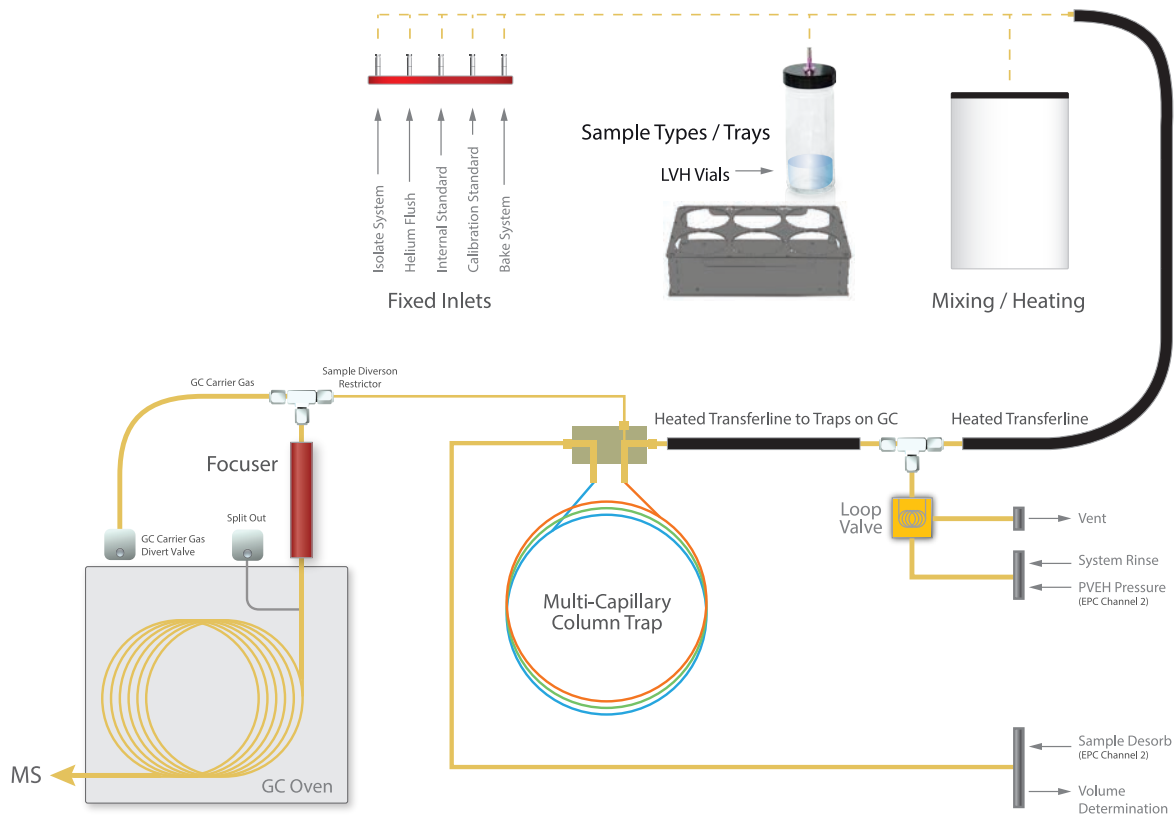 Sample Types / Trays
LVH Vials
Isolate System
Helium Flush
Internal Standard
Calibration Standard
Bake System
Fixed Inlets
Mixing / Heating
GC Carrier Gas
Sample Diverson
Restrictor
Heated Transferline to Traps on GC
Heated Transferline
Focuser
Split Out
GC Carrier Gas
Divert Valve
Loop
Valve
Vent
System Rinse
PVEH Pressure
(EPC Channel 2)
Multi-Capillary
Column Trap
Sample Desorb
(EPC Channel 2)
Volume
Determination
MS
GC Oven